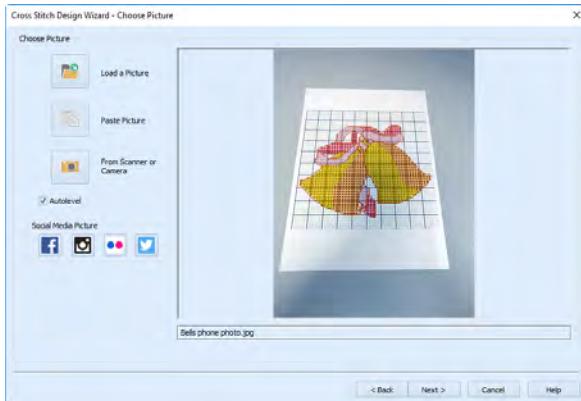 Cross Stitch Design Wizard - Choose Picture
Choose Picture
Load a Picture
Paste Picture
From Scanner or
Camera
Autolevel
Social Media Picture
Bells phone photo.jpg
< Back
Next >
Cancel
Help